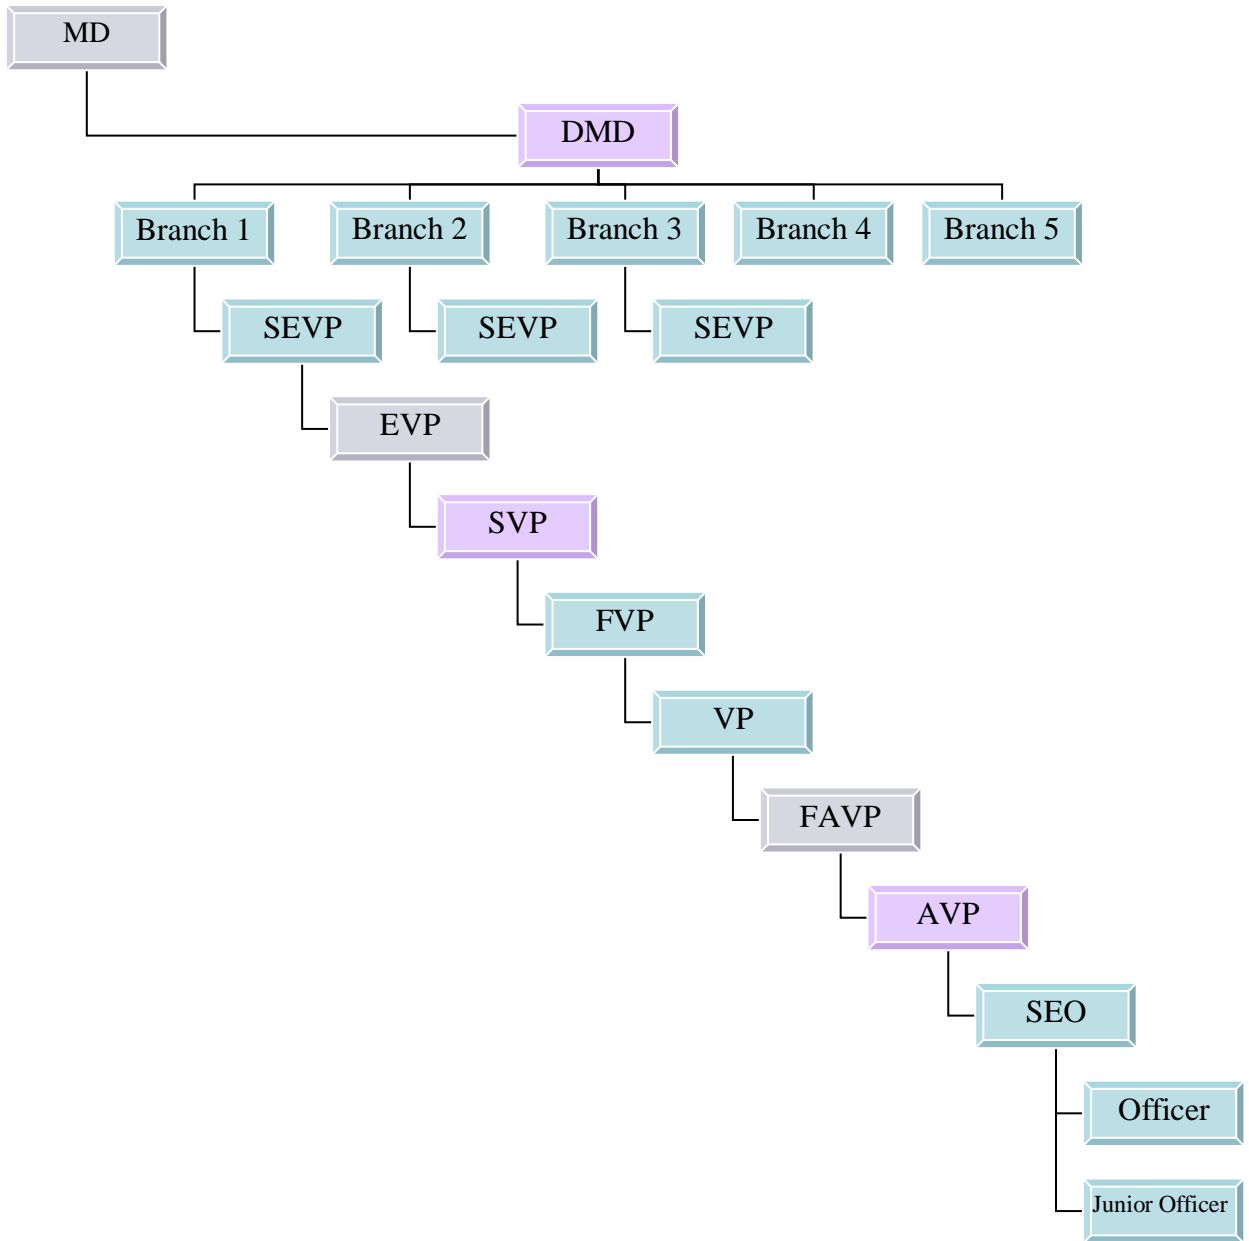 MD
DMD
Branch 1
Branch 2
Branch 3
Branch 4
Branch 5
SEVP
SEVP
SEVP
EVP
SVP
FVP
VP
FAVP
AVP
SEO
Officer
Junior Officer